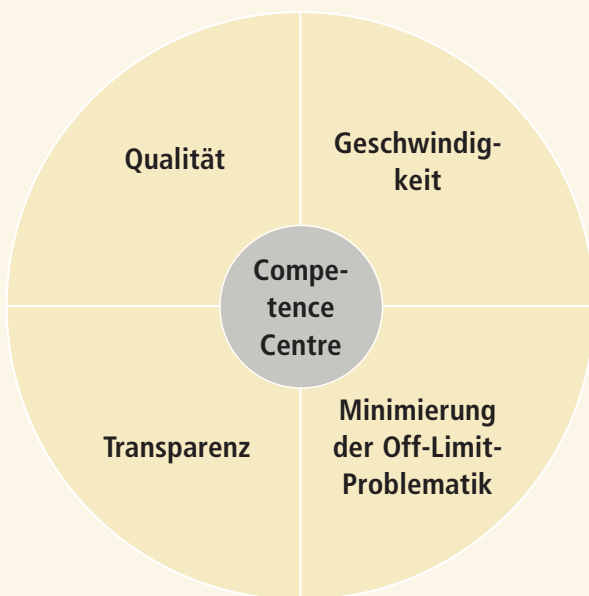 Qualität
Geschwindig-
keit
Compe-
tence
Centre
Transparenz
Minimierung
der Off-Limit-
Problematik